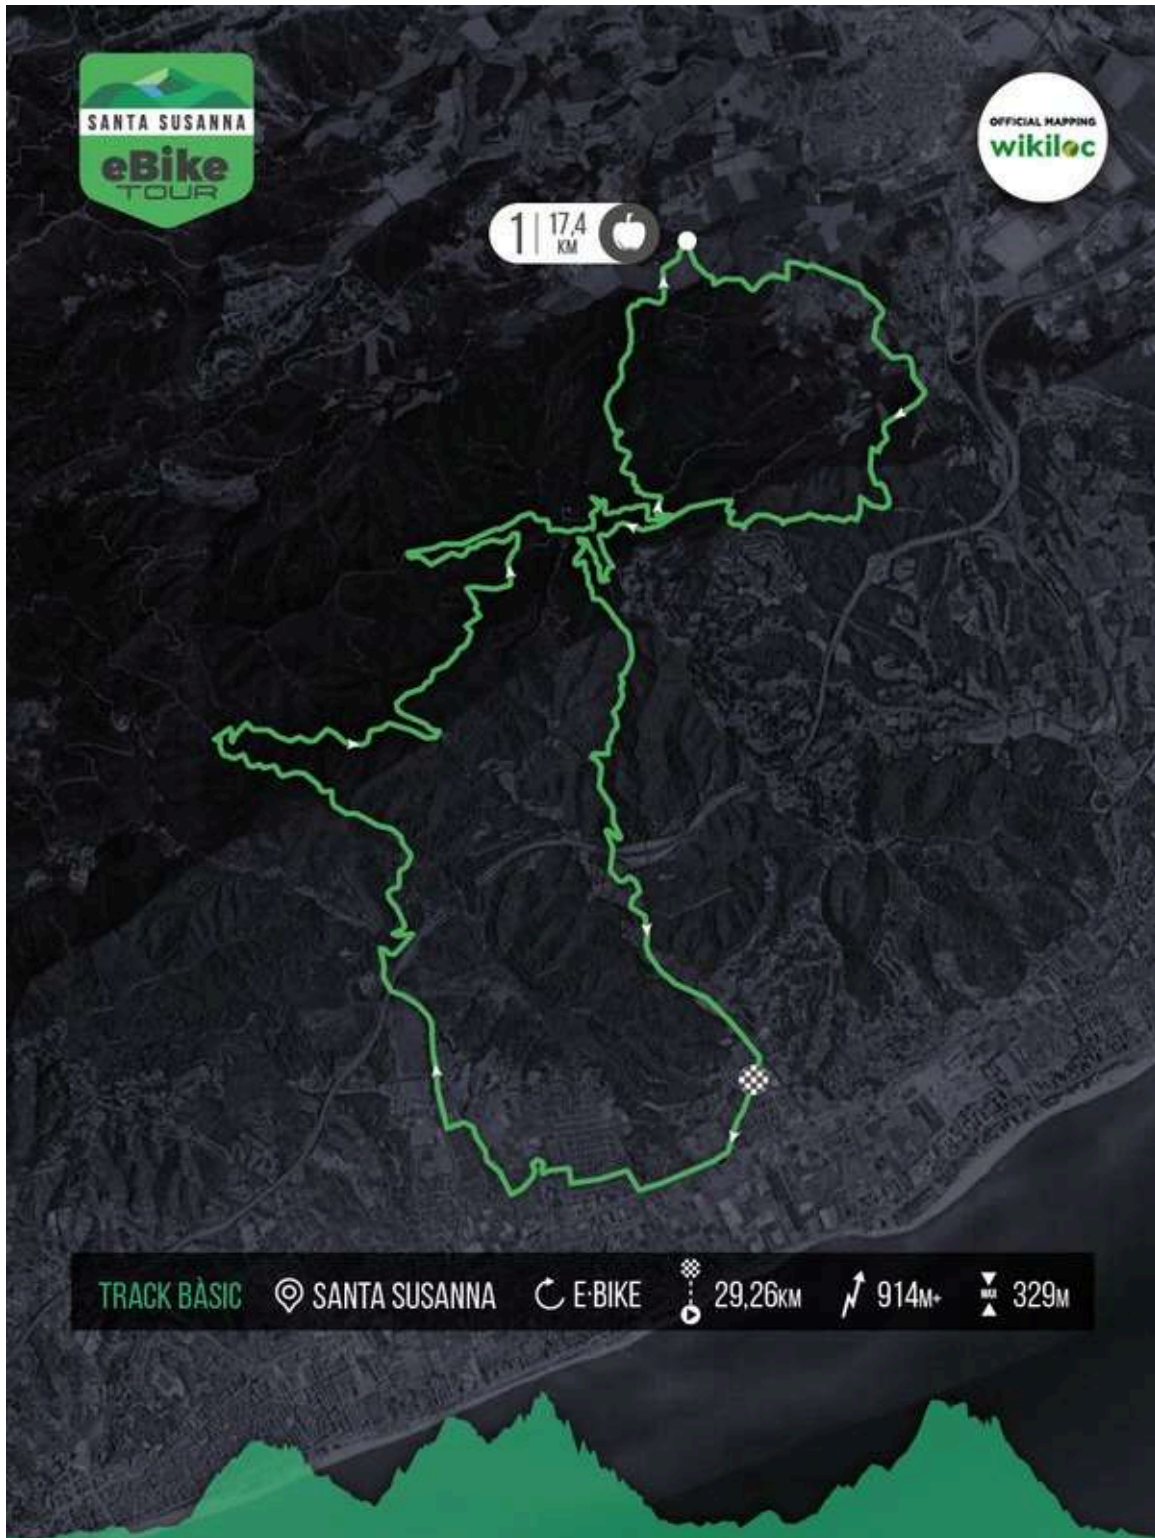 SANTA SUSANNA
eBike
TOUR
OFFICIAL MAPPING
wikiloc
1 | 17,4 KM
TRACK BÀSIC SANTA SUSANNA E·BIKE 29,26KM 914M+ MAX 329M